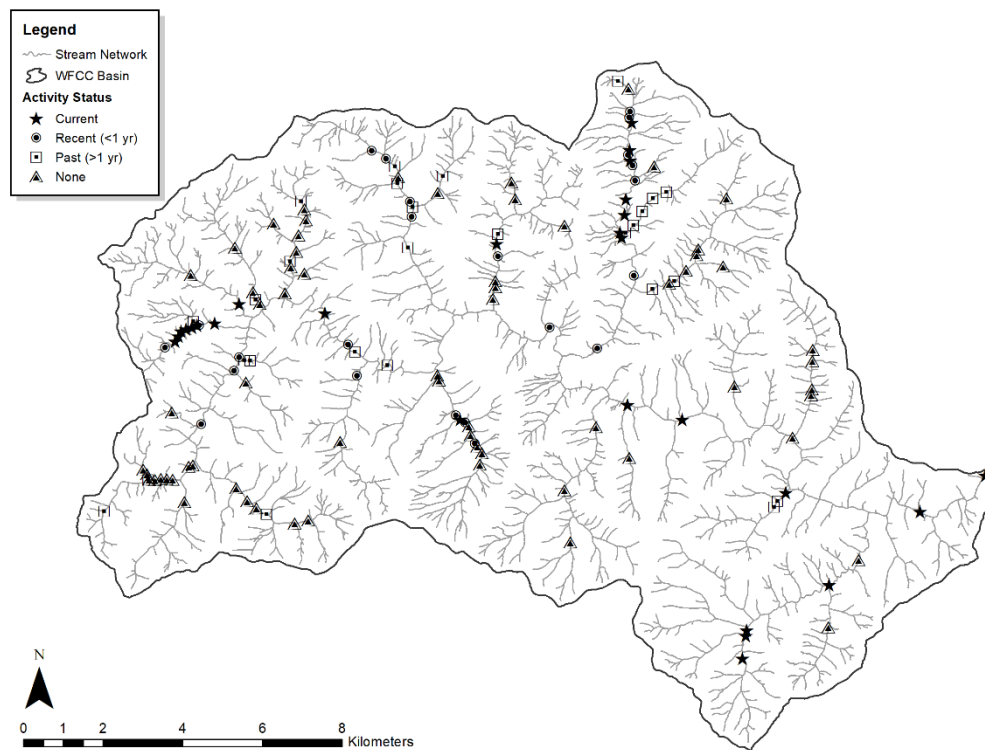 Legend
Stream Network
WFCC Basin
Activity Status
Current
Recent (<1 yr)
Past (>1 yr)
None
N
0 1 2 4 6 8
Kilometers